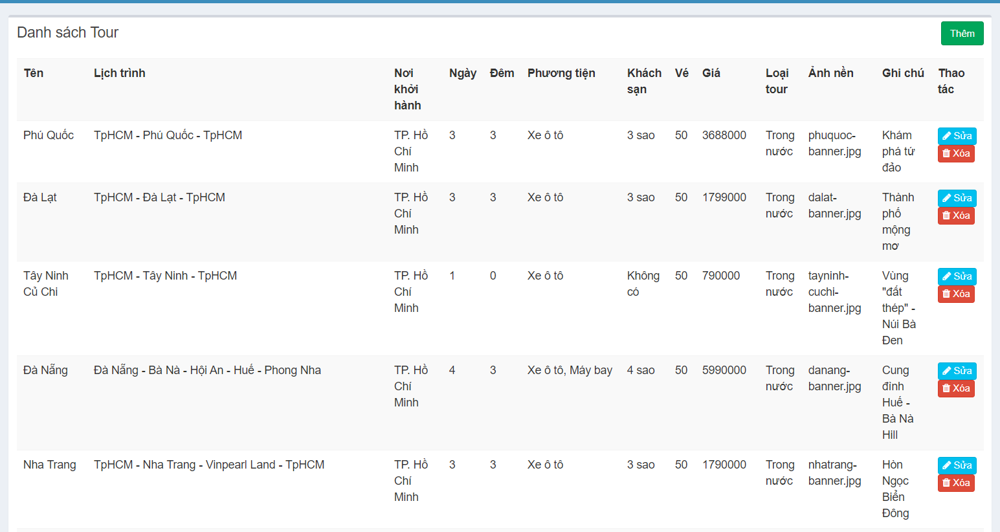 Danh sách Tour
Thêm
Tên Lịch trình Nơi khởi hành Ngày Đêm Phương tiện Khách sạn Vé Giá Loại tour Ảnh nền Ghi chú Thao tác
Phú Quốc TpHCM - Phú Quốc - TpHCM TP. Hồ Chí Minh 3 3 Xe ô tô 3 sao 50 3688000 Trong nước phuquoc-banner.jpg Khám phá tứ đảo Sửa Xóa
Đà Lạt TpHCM - Đà Lạt - TpHCM TP. Hồ Chí Minh 3 3 Xe ô tô 3 sao 50 1799000 Trong nước dalat-banner.jpg Thành phố mộng mơ Sửa Xóa
Tây Ninh Củ Chi TpHCM - Tây Ninh - TpHCM TP. Hồ Chí Minh 1 0 Xe ô tô Không có 50 790000 Trong nước tayninh-cuchi-banner.jpg Vùng "đất thép" - Núi Bà Đen Sửa Xóa
Đà Nẵng Đà Nẵng - Bà Nà - Hội An - Huế - Phong Nha TP. Hồ Chí Minh 4 3 Xe ô tô, Máy bay 4 sao 50 5990000 Trong nước danang-banner.jpg Cung đình Huế - Bà Nà Hill Sửa Xóa
Nha Trang TpHCM - Nha Trang - Vinpearl Land - TpHCM TP. Hồ Chí Minh 3 3 Xe ô tô 3 sao 50 1790000 Trong nước nhatrang-banner.jpg Hòn Ngọc Biển Đông Sửa Xóa